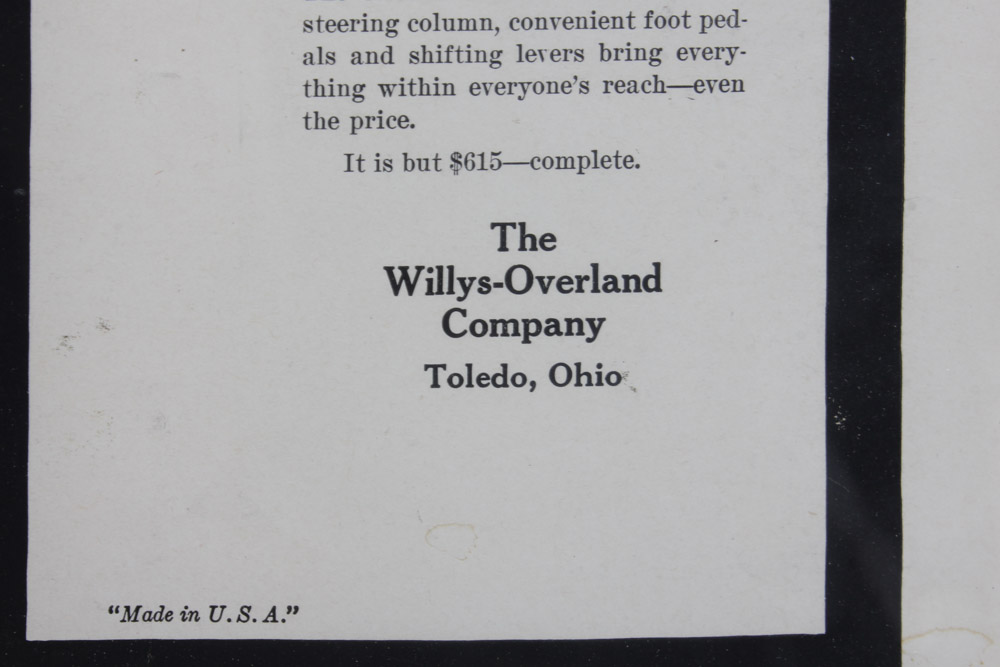 steering column, convenient foot ped-
als and shifting levers bring every-
thing within everyone's reach—even
the price.
It is but $615—complete.
The
Willys-Overland
Company
Toledo, Ohio
"Made in U. S. A."